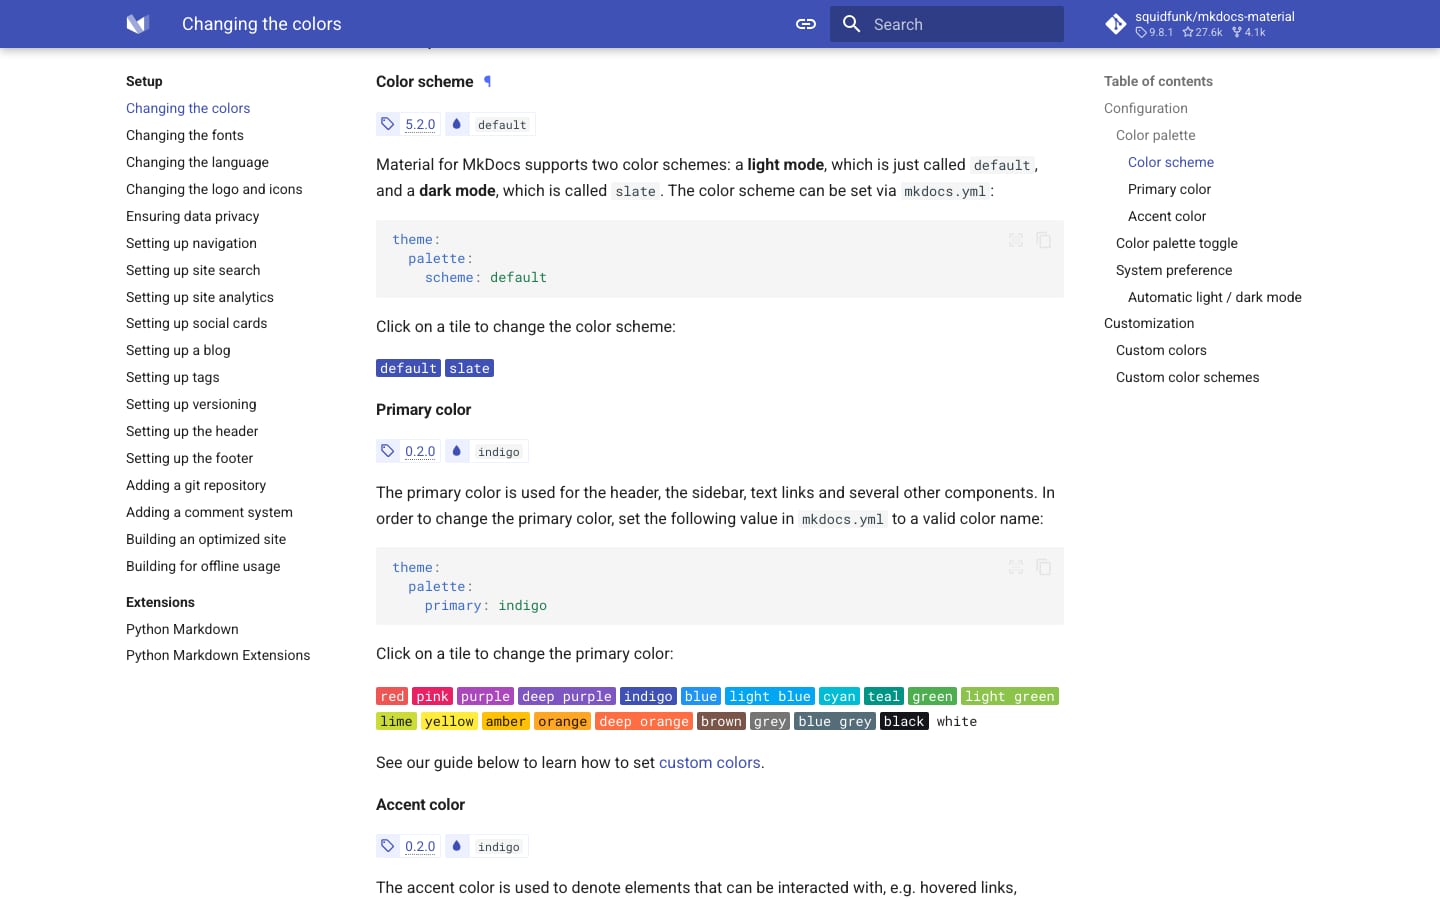 Changing the colors
Search
squidfunk/mkdocs-material
9.8.1 27.6k 4.1k
Setup
Changing the colors
Changing the fonts
Changing the language
Changing the logo and icons
Ensuring data privacy
Setting up navigation
Setting up site search
Setting up site analytics
Setting up social cards
Setting up a blog
Setting up tags
Setting up versioning
Setting up the header
Setting up the footer
Adding a git repository
Adding a comment system
Building an optimized site
Building for offline usage
Extensions
Python Markdown
Python Markdown Extensions
Color scheme ¶
5.2.0 default
Material for MkDocs supports two color schemes: a light mode, which is just called default,
and a dark mode, which is called slate. The color scheme can be set via mkdocs.yml:
theme:
palette:
scheme: default
Click on a tile to change the color scheme:
default slate
Primary color
0.2.0 indigo
The primary color is used for the header, the sidebar, text links and several other components. In
order to change the primary color, set the following value in mkdocs.yml to a valid color name:
theme:
palette:
primary: indigo
Click on a tile to change the primary color:
red pink purple deep purple indigo blue light blue cyan teal green light green
lime yellow amber orange deep orange brown grey blue grey black white
See our guide below to learn how to set custom colors.
Accent color
0.2.0 indigo
The accent color is used to denote elements that can be interacted with, e.g. hovered links,
Table of contents
Configuration
Color palette
Color scheme
Primary color
Accent color
Color palette toggle
System preference
Automatic light / dark mode
Customization
Custom colors
Custom color schemes